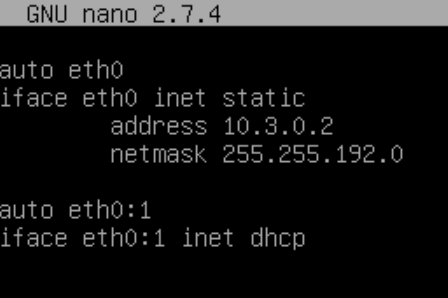 GNU nano 2.7.4
auto eth0
iface eth0 inet static
address 10.3.0.2
netmask 255.255.192.0
auto eth0:1
iface eth0:1 inet dhcp